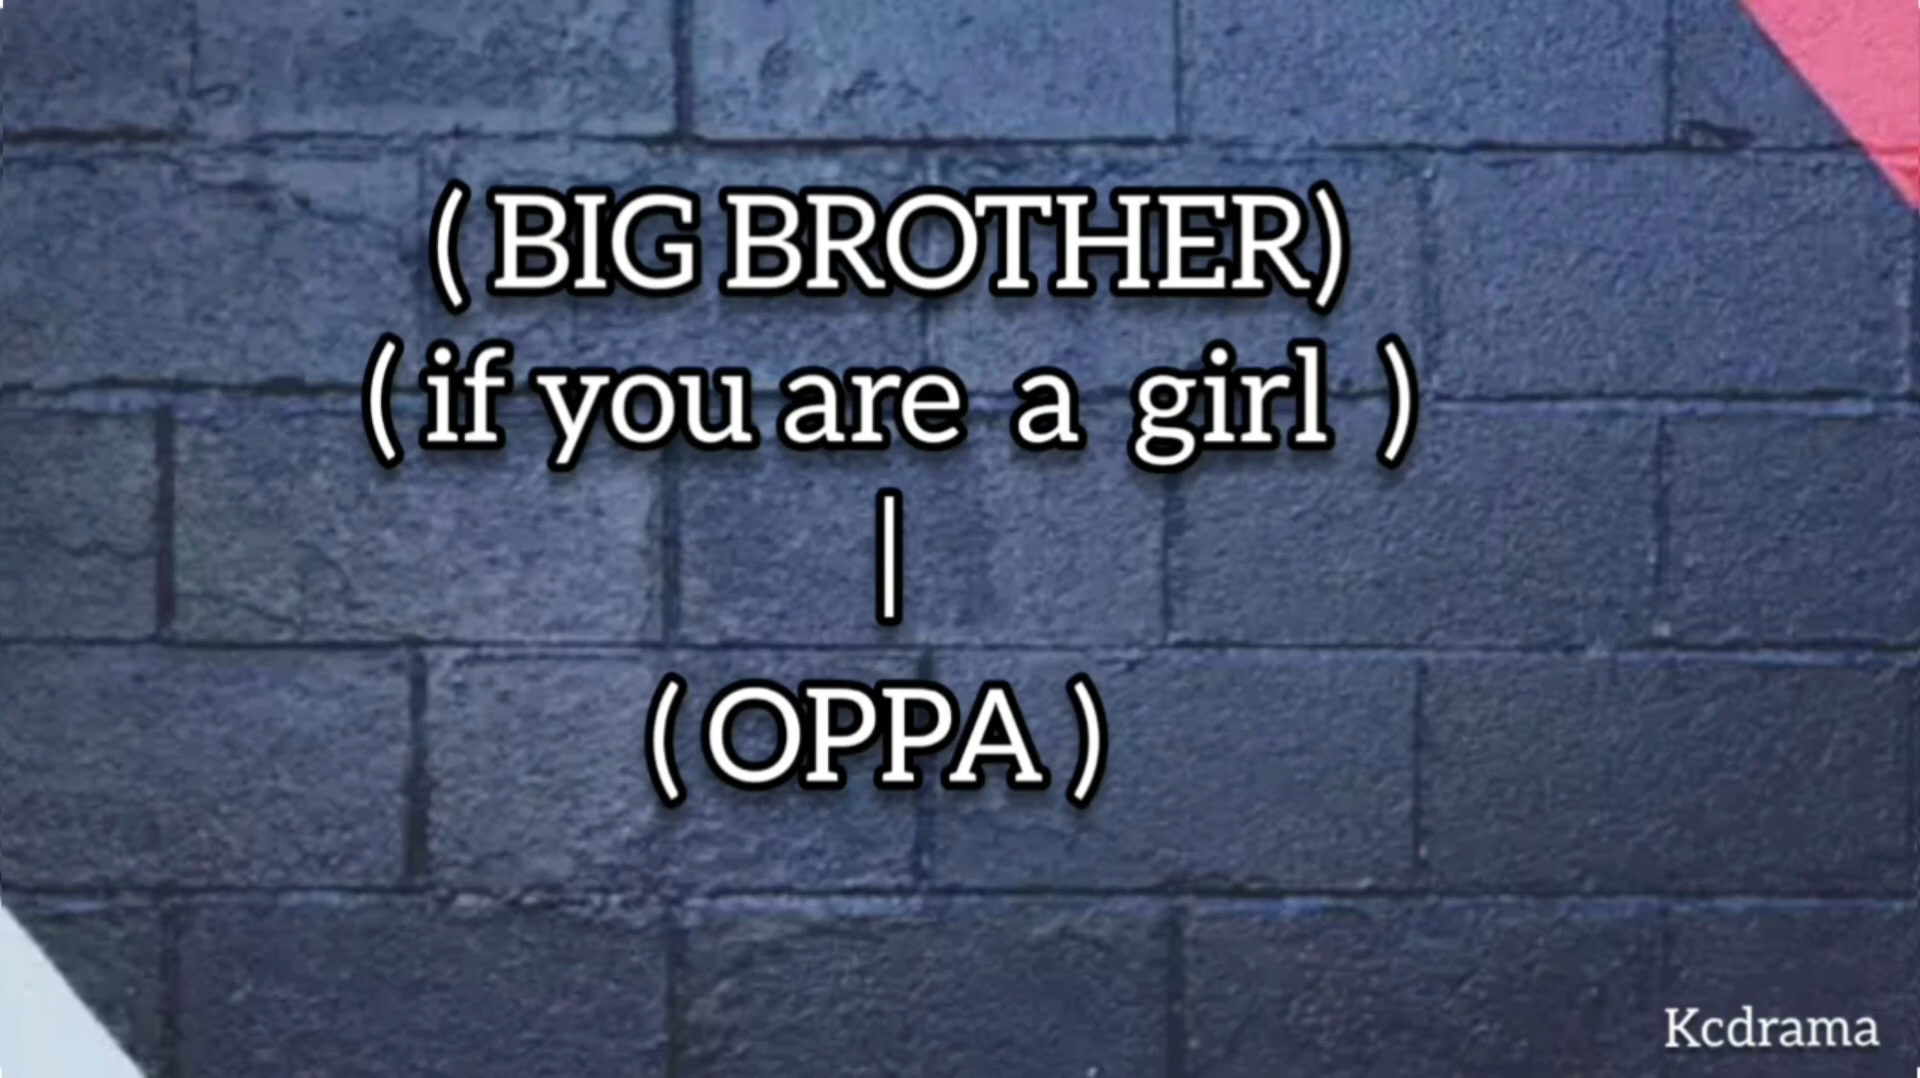 ( BIG BROTHER)
( if you are a girl )
|
( OPPA )
Kcdrama